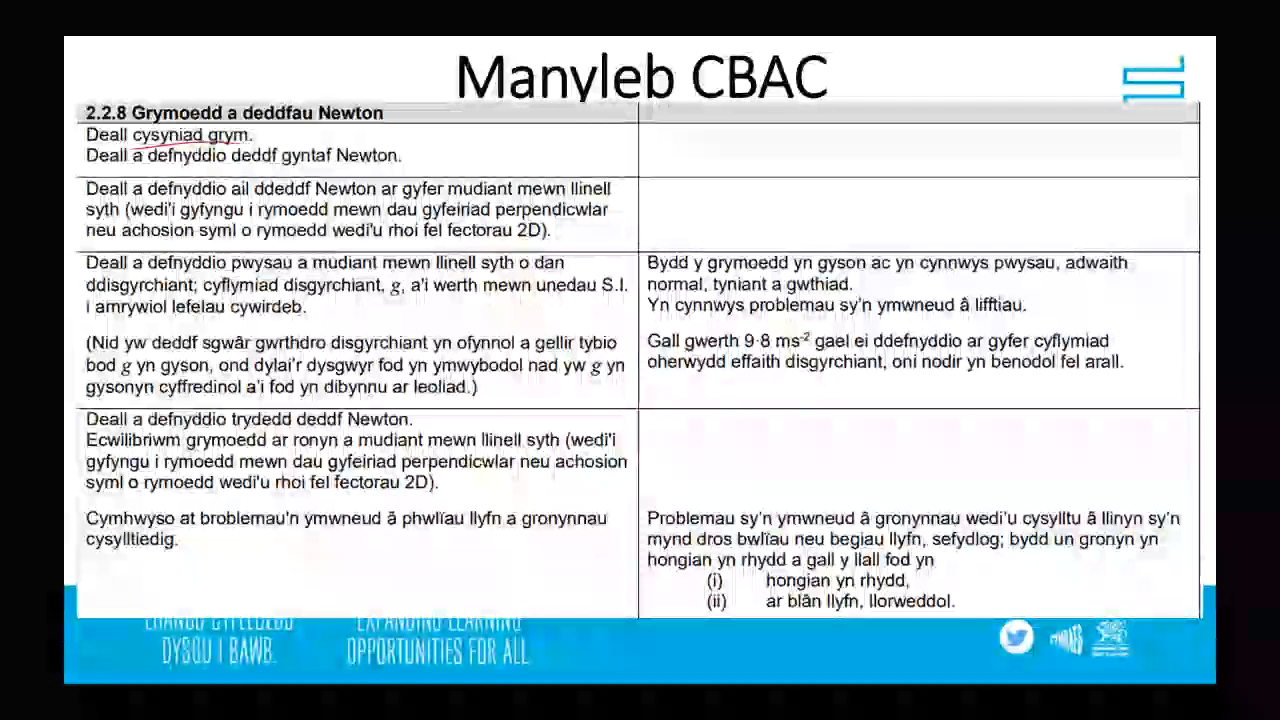 Manyleb CBAC
2.2.8 Grymoedd a deddfau Newton
Deall cysyniad grym.
Deall a defnyddio deddf gyntaf Newton.
Deall a defnyddio ail ddeddf Newton ar gyfer mudiant mewn llinell
syth (wedi'i gyfyngu i rymoedd mewn dau gyfeiriad perpendicwlar
neu achosion syml o rymoedd wedi'u rhoi fel fectorau 2D).
Deall a defnyddio pwysau a mudiant mewn llinell syth o dan
ddisgyrchiant; cyflymiad disgyrchiant, g, a'i werth mewn unedau S.I.
i amrywiol lefelau cywirdeb.
(Nid yw deddf sgwâr gwrthdro disgyrchiant yn ofynnol a gellir tybio
bod g yn gyson, ond dylai'r dysgwyr fod yn ymwybodol nad yw g yn
gysonyn cyffredinol a'i fod yn dibynnu ar leoliad.)
Bydd y grymoedd yn gyson ac yn cynnwys pwysau, adwaith
normal, tyniant a gwthiad.
Yn cynnwys problemau sy'n ymwneud â lifftiau.
Gall gwerth 9·8 ms⁻² gael ei ddefnyddio ar gyfer cyflymiad
oherwydd effaith disgyrchiant, oni nodir yn benodol fel arall.
Deall a defnyddio trydedd deddf Newton.
Ecwilibriwm grymoedd ar ronyn a mudiant mewn llinell syth (wedi'i
gyfyngu i rymoedd mewn dau gyfeiriad perpendicwlar neu achosion
syml o rymoedd wedi'u rhoi fel fectorau 2D).
Cymhwyso at broblemau'n ymwneud â phwlïau llyfn a gronynnau
cysylltiedig.
Problemau sy'n ymwneud â gronynnau wedi'u cysylltu â llinyn sy'n
mynd dros bwlïau neu begiau llyfn, sefydlog; bydd un gronyn yn
hongian yn rhydd a gall y llall fod yn
(i) hongian yn rhydd,
(ii) ar blân llyfn, llorweddol.
DYSGU I BAWB
EXPANDING LEARNING
OPPORTUNITIES FOR ALL